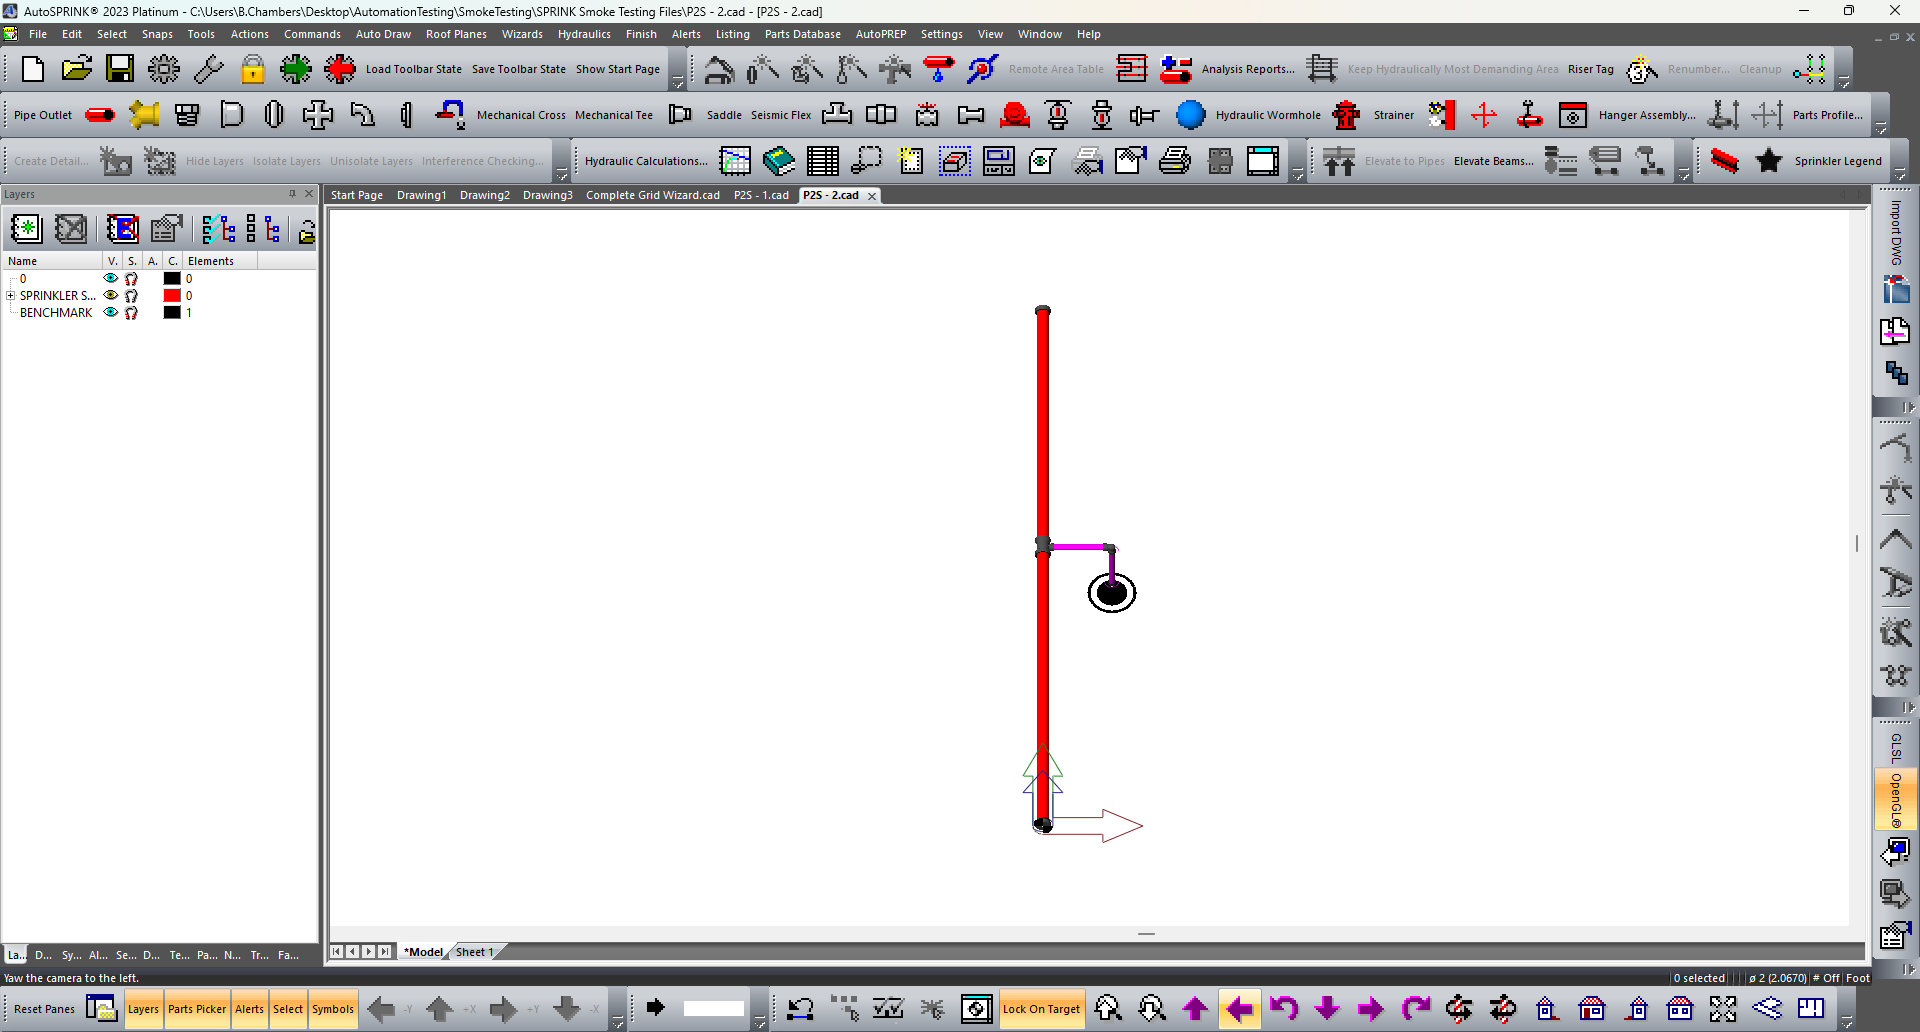 AutoSPRINK® 2023 Platinum - C:\Users\B.Chambers\Desktop\AutomationTesting\SmokeTesting\SPRINK Smoke Testing Files\P2S - 2.cad - [P2S - 2.cad]
File Edit Select Snaps Tools Actions Commands Auto Draw Roof Planes Wizards Hydraulics Finish Alerts Listing Parts Database AutoPREP Settings View Window Help
Load Toolbar State Save Toolbar State Show Start Page Remote Area Table Analysis Reports... Keep Hydraulically Most Demanding Area Riser Tag Renumber... Cleanup
Pipe Outlet Mechanical Cross Mechanical Tee Saddle Seismic Flex Hydraulic Wormhole Strainer Hanger Assembly... Parts Profile...
Create Detail... Hide Layers Isolate Layers Unisolate Layers Interference Checking... Hydraulic Calculations... Elevate to Pipes Elevate Beams... Sprinkler Legend
Layers
Start Page Drawing1 Drawing2 Drawing3 Complete Grid Wizard.cad P2S - 1.cad P2S - 2.cad
Import DWG
Name V. S. A. C. Elements
0 0
SPRINKLER S... 0
BENCHMARK 1
GLSL
OpenGL®
*Model Sheet 1
La... D... Sy... Al... Se... D... Te... Pa... N... Tr... Fa...
Yaw the camera to the left. 0 selected ø 2 (2.0670) # Off Foot
Reset Panes Layers Parts Picker Alerts Select Symbols -Y +X +Y -X Lock On Target